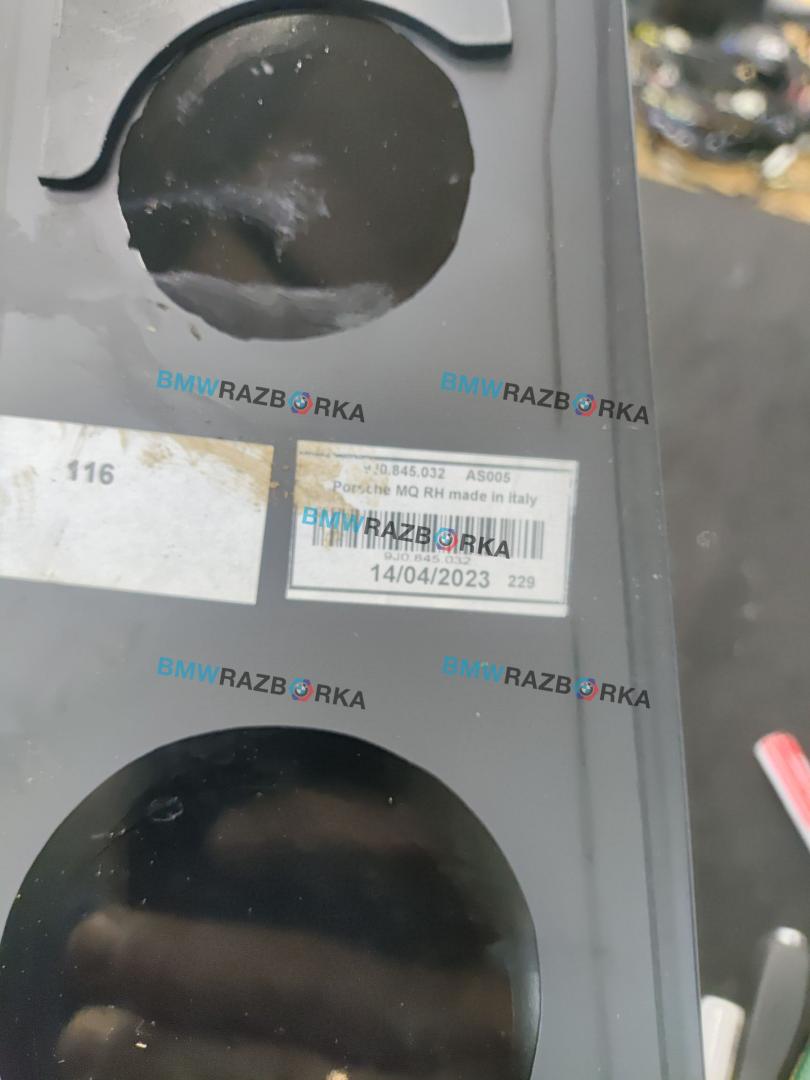 BMWRAZBORKA
BMWRAZBORKA
116
9J0.845.032 AS005
Porsche MQ RH made in italy
BMWRAZBORKA
9J0.845.032
14/04/2023 229
BMWRAZBORKA
BMWRAZBORKA